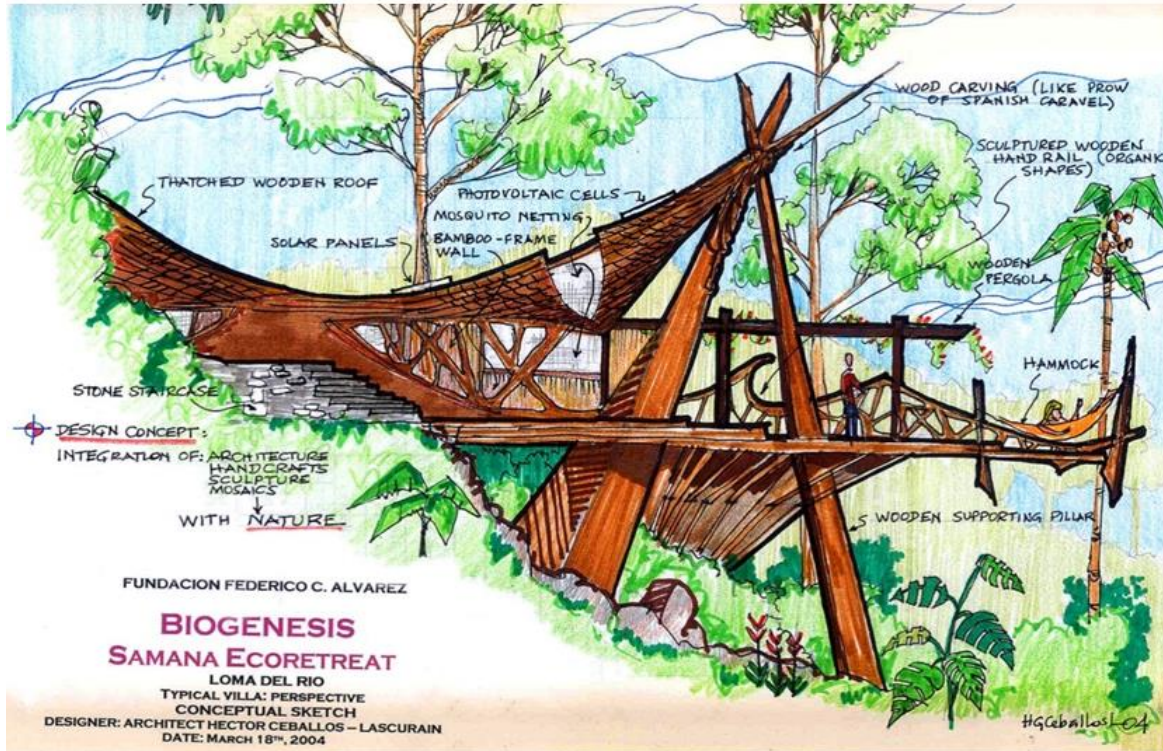 WOOD CARVING (LIKE PROW
OF SPANISH CARAVEL)
SCULPTURED WOODEN
HAND RAIL (ORGANIC
SHAPES)
THATCHED WOODEN ROOF
PHOTOVOLTAIC CELLS
MOSQUITO NETTING
BAMBOO-FRAME
WALL
SOLAR PANELS
WOODEN
PERGOLA
HAMMOCK
STONE STAIRCASE
DESIGN CONCEPT:
INTEGRATION OF: ARCHITECTURE
HANDCRAFTS
SCULPTURE
MOSAICS
WITH NATURE
WOODEN SUPPORTING PILLAR
FUNDACION FEDERICO C. ALVAREZ
BIOGENESIS
SAMANA ECORETREAT
LOMA DEL RIO
TYPICAL VILLA: PERSPECTIVE
CONCEPTUAL SKETCH
DESIGNER: ARCHITECT HECTOR CEBALLOS – LASCURAIN
DATE: MARCH 18TH, 2004
HGCeballosL-04